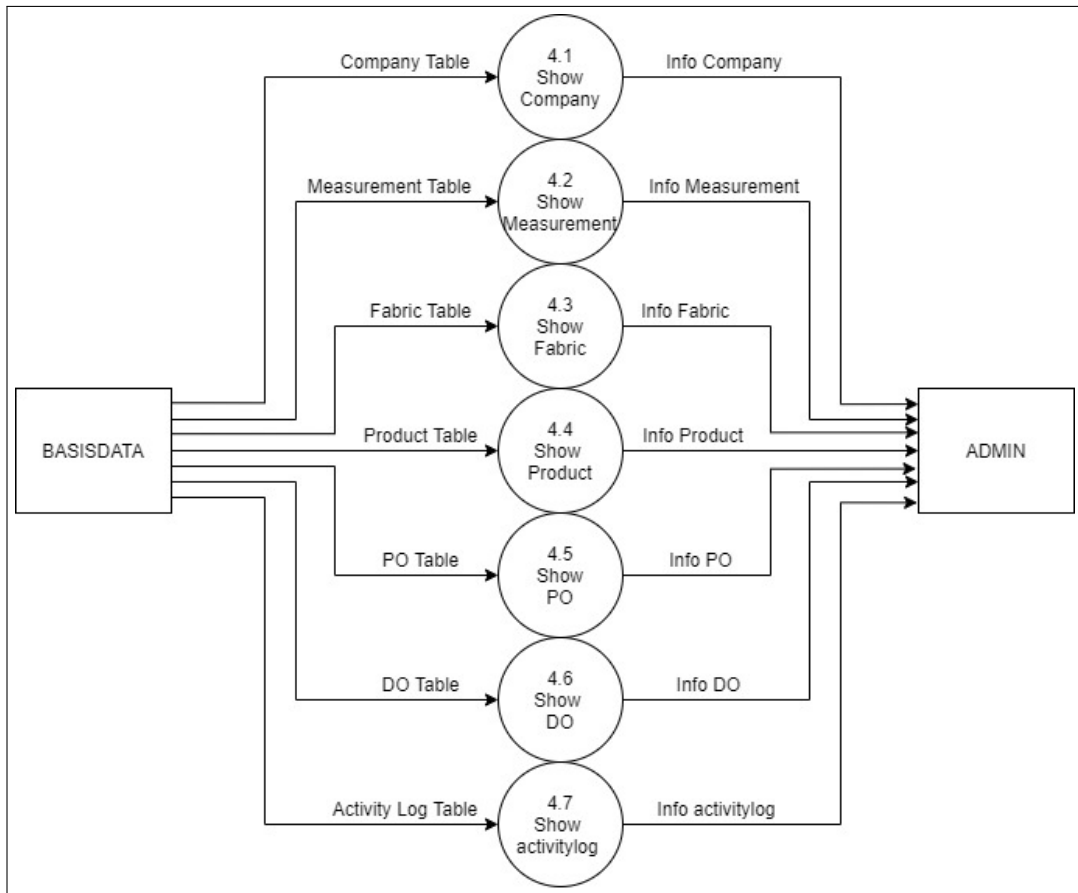 Company Table
4.1
Show
Company
Info Company
Measurement Table
4.2
Show
Measurement
Info Measurement
Fabric Table
4.3
Show
Fabric
Info Fabric
BASISDATA
Product Table
4.4
Show
Product
Info Product
ADMIN
PO Table
4.5
Show
PO
Info PO
DO Table
4.6
Show
DO
Info DO
Activity Log Table
4.7
Show
activitylog
Info activitylog